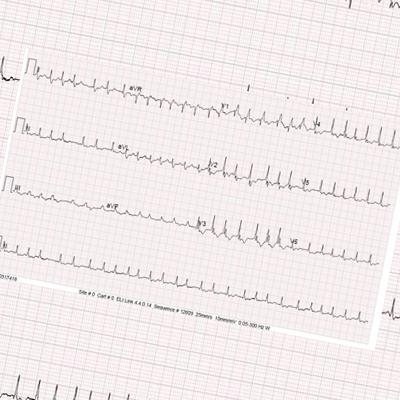 I aVR V1 V4
II aVL V2 V5
III aVF V3 V6
II
Site # 0 Cart # 0 ELI Link 4.4.0.14 Sequence # 12609 25mm/s 10mm/mV 0.05-300 Hz W